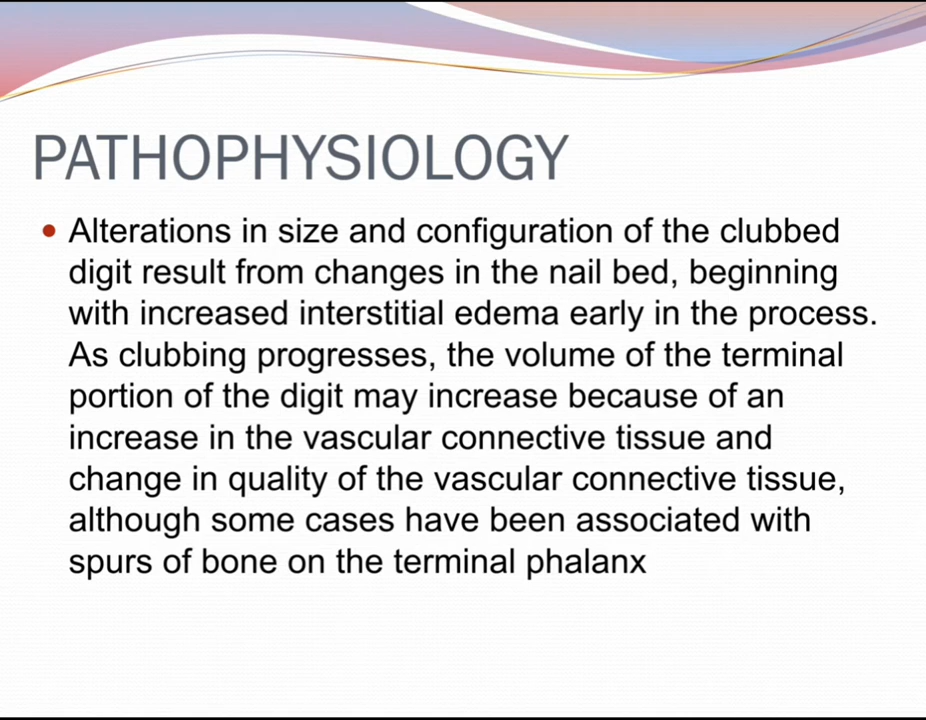 PATHOPHYSIOLOGY
• Alterations in size and configuration of the clubbed
digit result from changes in the nail bed, beginning
with increased interstitial edema early in the process.
As clubbing progresses, the volume of the terminal
portion of the digit may increase because of an
increase in the vascular connective tissue and
change in quality of the vascular connective tissue,
although some cases have been associated with
spurs of bone on the terminal phalanx